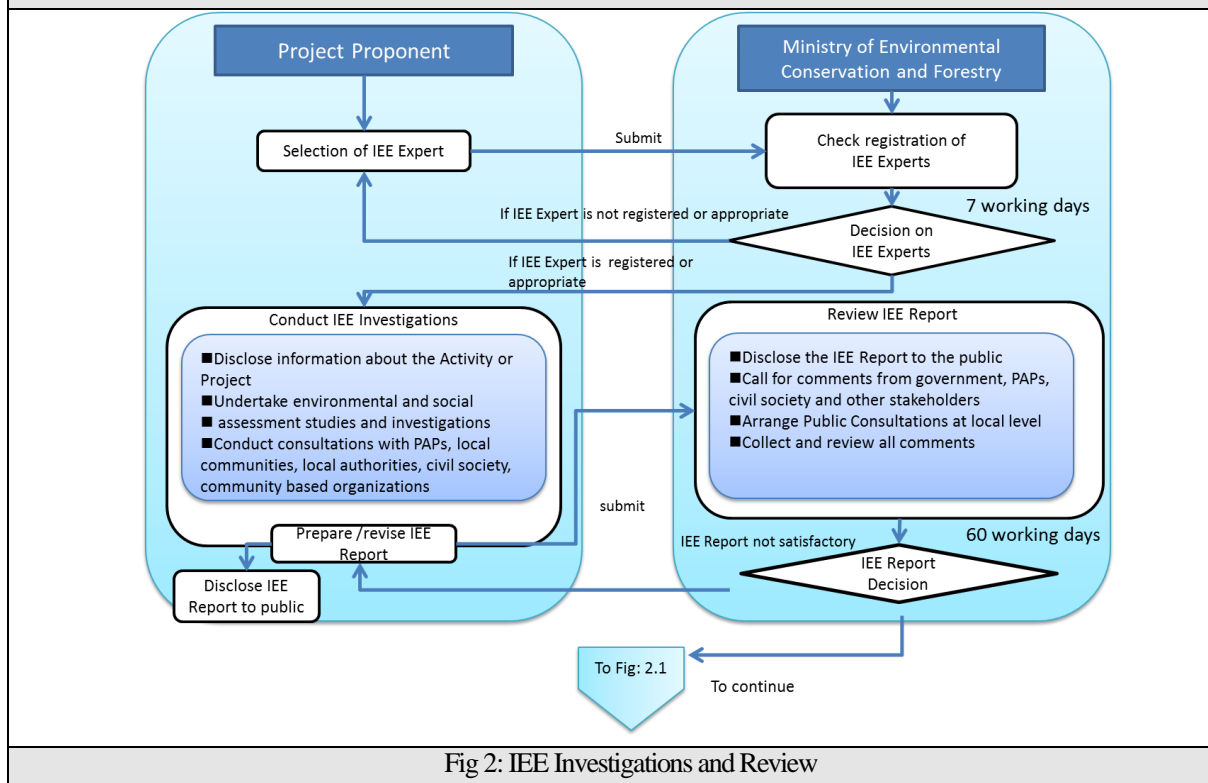 Project Proponent
Ministry of Environmental
Conservation and Forestry
Selection of IEE Expert
Submit
Check registration of
IEE Experts
If IEE Expert is not registered or appropriate
7 working days
Decision on
IEE Experts
If IEE Expert is registered or
appropriate
Conduct IEE Investigations
■Disclose information about the Activity or
Project
■Undertake environmental and social
■ assessment studies and investigations
■Conduct consultations with PAPs, local
communities, local authorities, civil society,
community based organizations
Review IEE Report
■Disclose the IEE Report to the public
■Call for comments from government, PAPs,
civil society and other stakeholders
■Arrange Public Consultations at local level
■Collect and review all comments
submit
Prepare /revise IEE
Report
Disclose IEE
Report to public
IEE Report not satisfactory
60 working days
IEE Report
Decision
To Fig: 2.1
To continue
Fig 2: IEE Investigations and Review